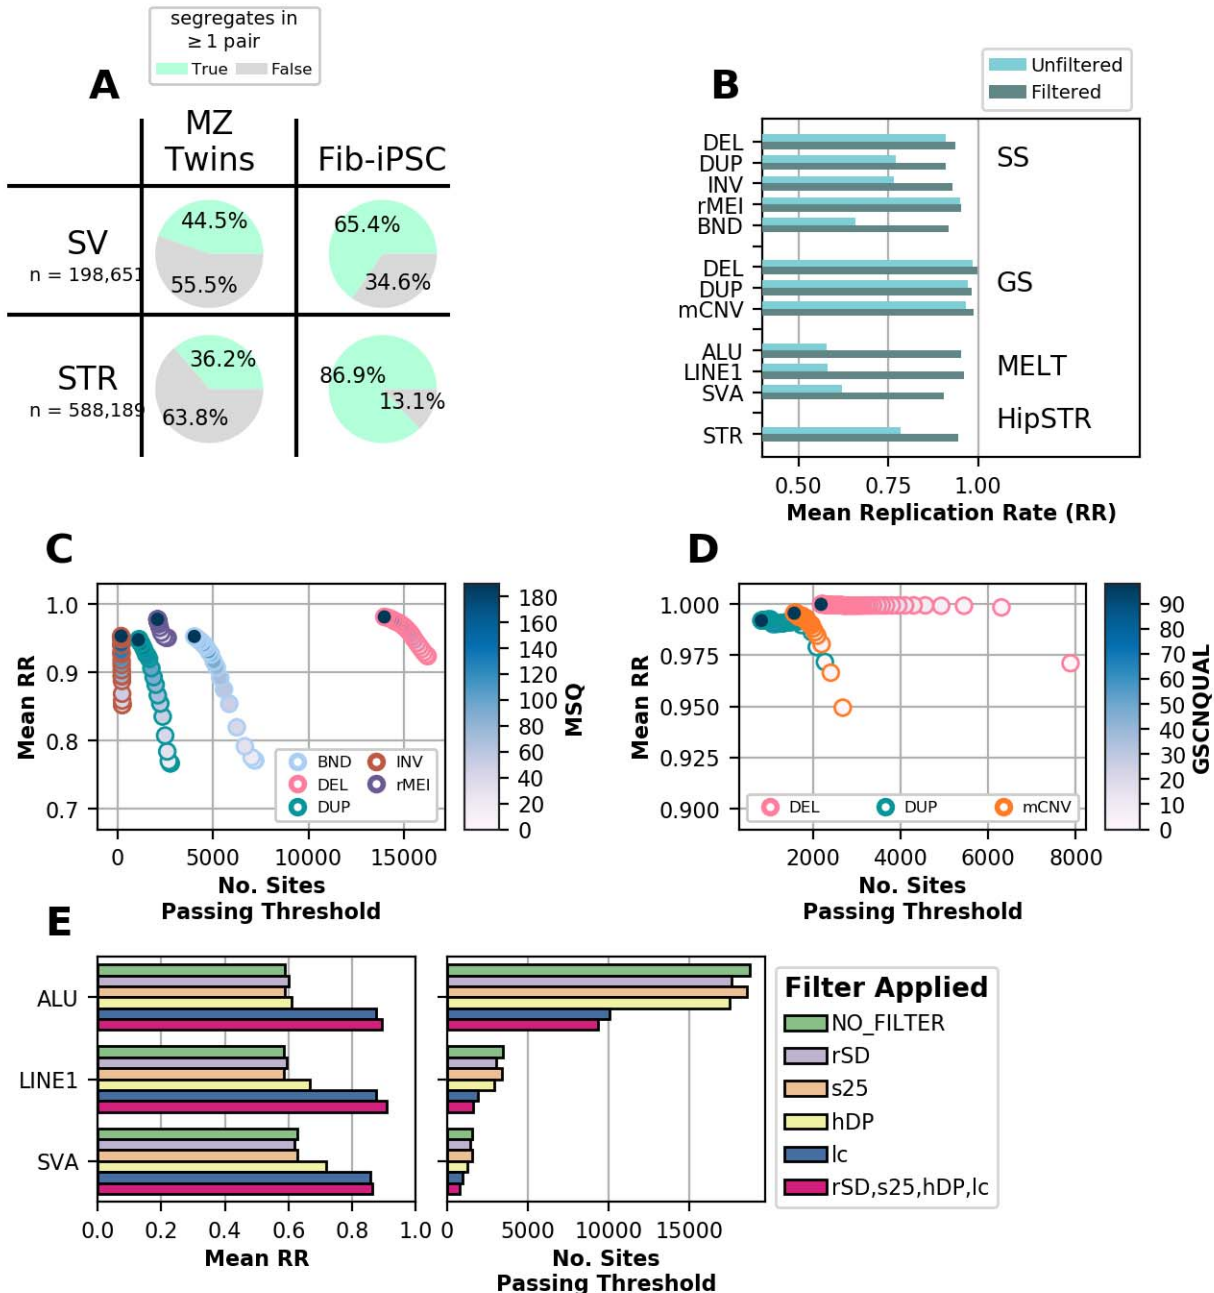 segregates in
≥ 1 pair
True False
A
MZ
Twins
Fib-iPSC
SV
n = 198,651
44.5%
55.5%
65.4%
34.6%
STR
n = 588,189
36.2%
63.8%
86.9%
13.1%
B
Unfiltered
Filtered
DEL
DUP
INV
rMEI
BND
SS
DEL
DUP
mCNV
GS
ALU
LINE1
SVA
MELT
STR
HipSTR
0.50 0.75 1.00
Mean Replication Rate (RR)
C
1.0
0.9
0.8
0.7
Mean RR
BND INV
DEL rMEI
DUP
0 5000 10000 15000
No. Sites
Passing Threshold
180
160
140
120
100
80
60
40
20
0
MSQ
D
1.000
0.975
0.950
0.925
0.900
Mean RR
DEL DUP mCNV
2000 4000 6000 8000
No. Sites
Passing Threshold
90
80
70
60
50
40
30
20
10
0
GSCNQUAL
E
ALU
LINE1
SVA
0.0 0.2 0.4 0.6 0.8 1.0
Mean RR
0 5000 10000 15000
No. Sites
Passing Threshold
Filter Applied
NO_FILTER
rSD
s25
hDP
lc
rSD,s25,hDP,lc